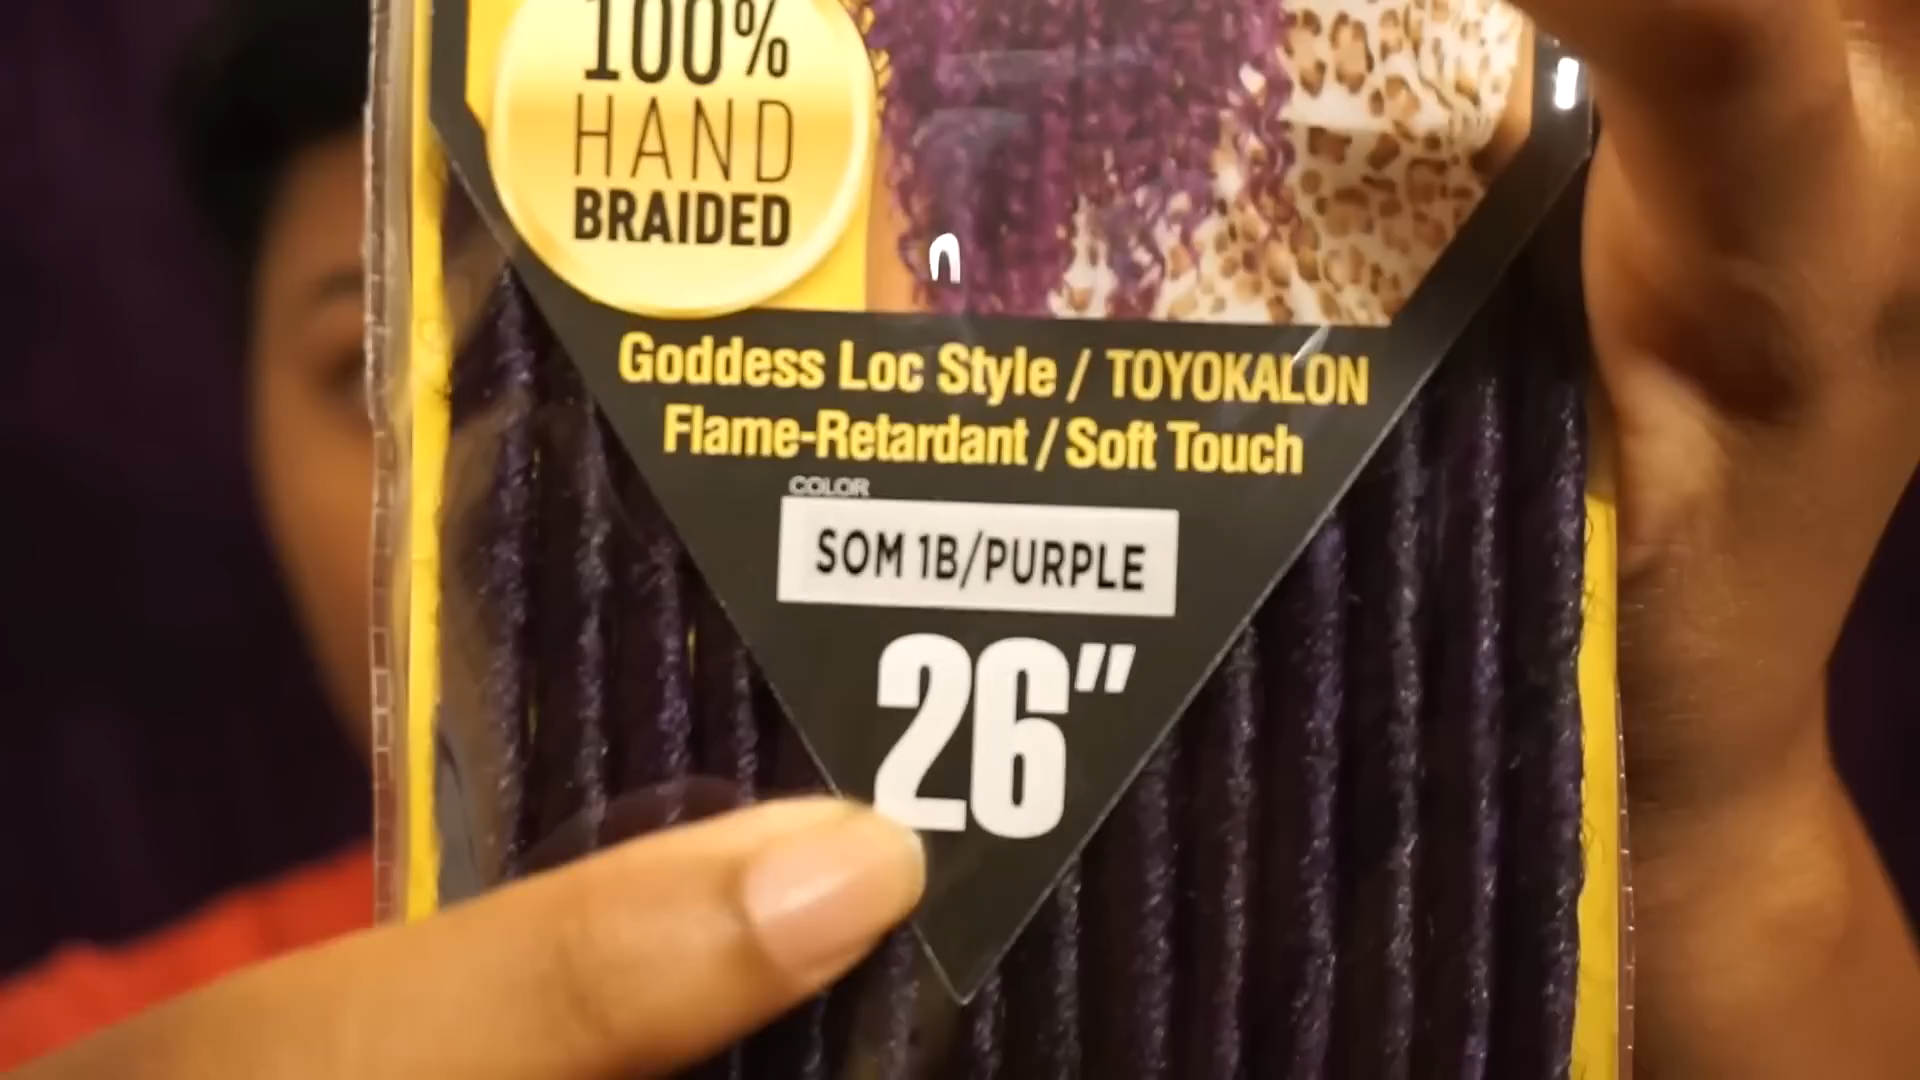 100%
HAND
BRAIDED
Goddess Loc Style / TOYOKALON
Flame-Retardant / Soft Touch
COLOR
SOM 1B/PURPLE
26"